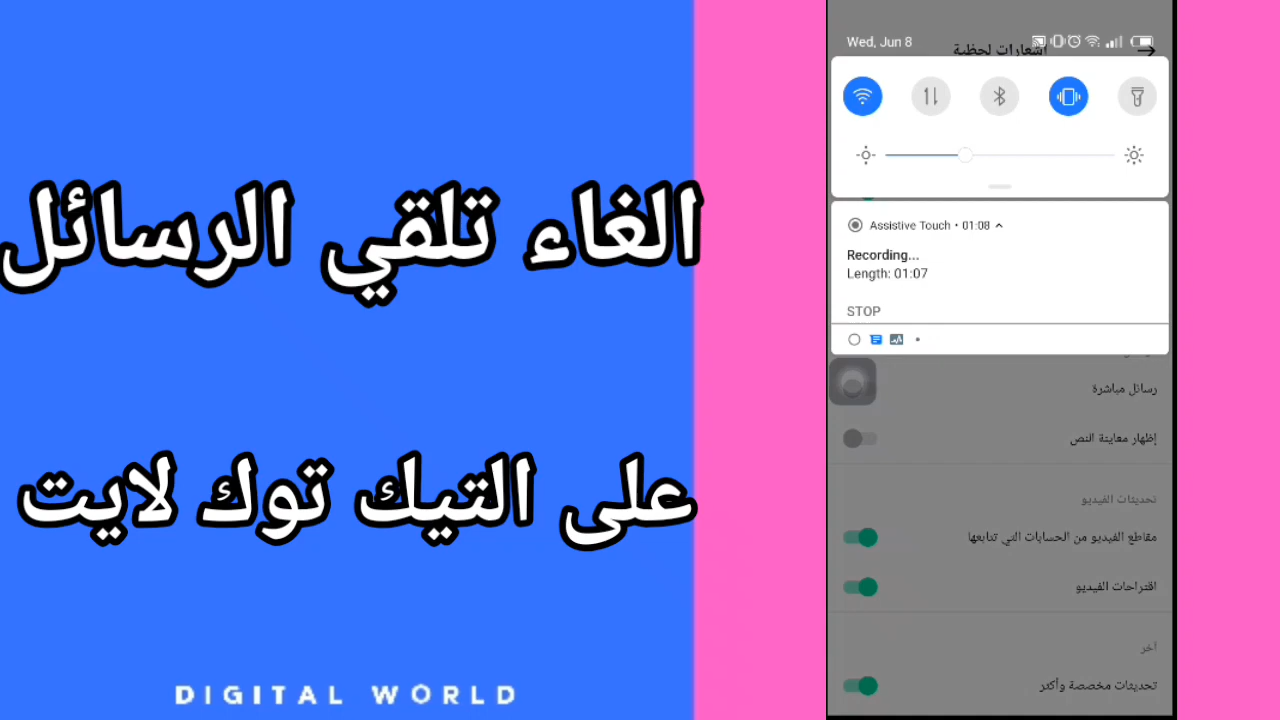 الغاء تلقي الرسائل
على التيك توك لايت
DIGITAL WORLD
Wed, Jun 8
إشعارات لحظية
Assistive Touch • 01:08
Recording...
Length: 01:07
STOP
رسائل مباشرة
إظهار معاينة النص
تحديثات الفيديو
مقاطع الفيديو من الحسابات التي تتابعها
اقتراحات الفيديو
آخر
تحديثات مخصصة وأكثر